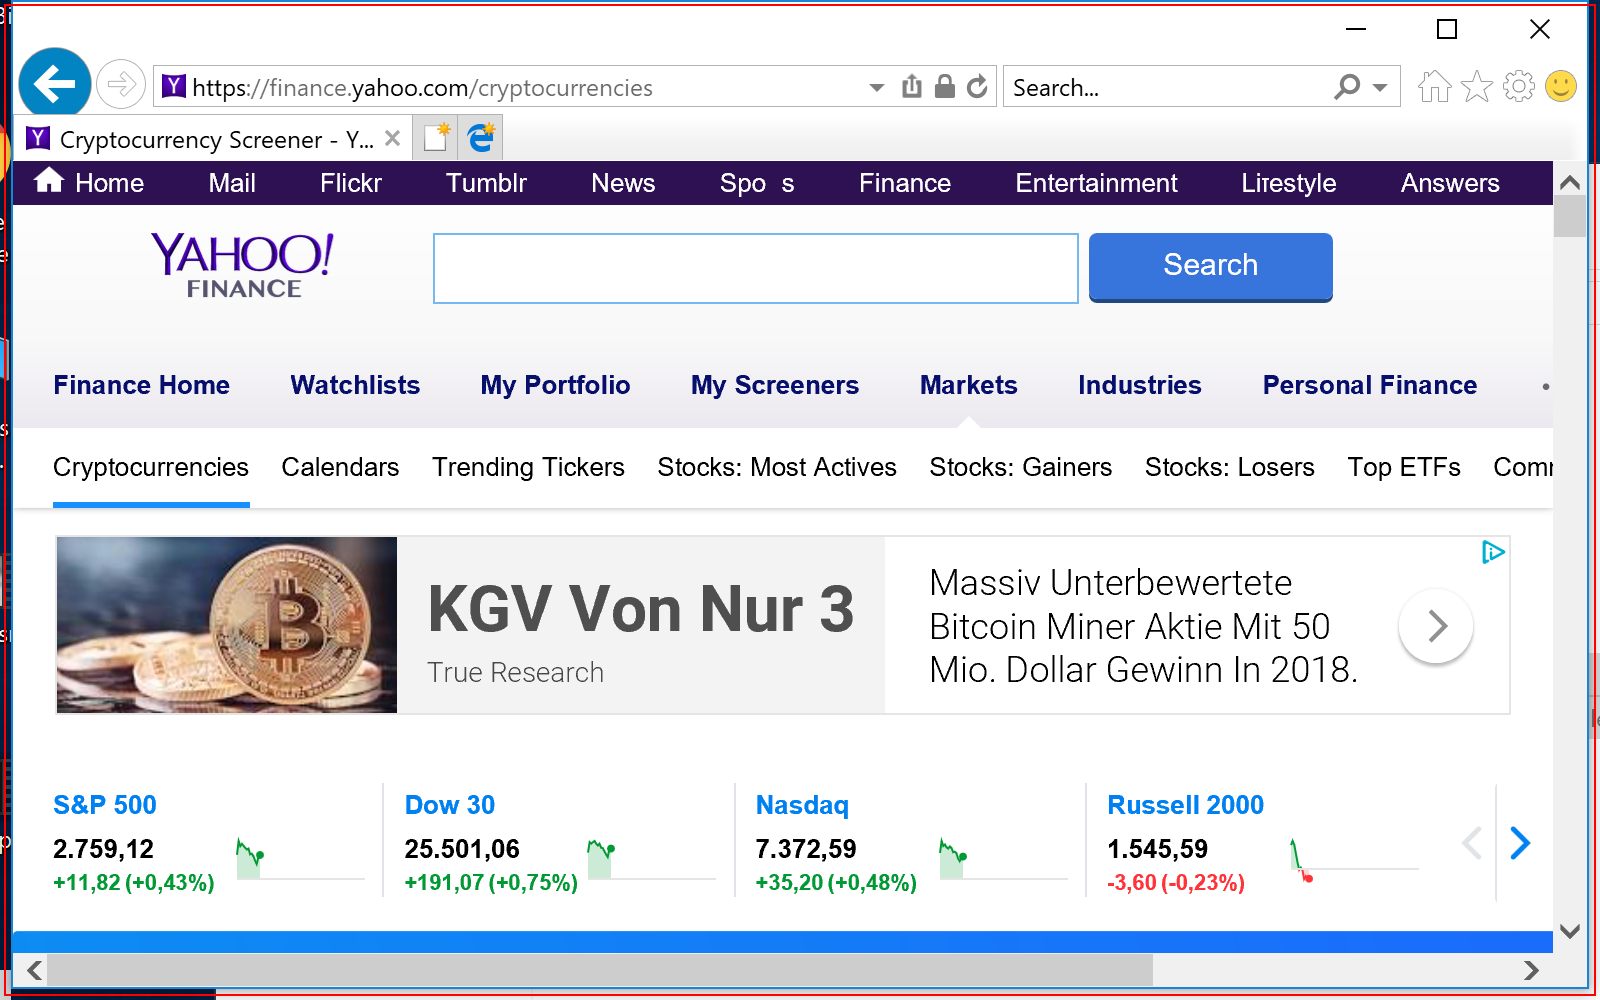 https://finance.yahoo.com/cryptocurrencies
Search...
Cryptocurrency Screener - Y...
Home Mail Flickr Tumblr News Spo s Finance Entertainment Lifestyle Answers
YAHOO!
FINANCE
Search
Finance Home Watchlists My Portfolio My Screeners Markets Industries Personal Finance
Cryptocurrencies Calendars Trending Tickers Stocks: Most Actives Stocks: Gainers Stocks: Losers Top ETFs Comm
KGV Von Nur 3
True Research
Massiv Unterbewertete
Bitcoin Miner Aktie Mit 50
Mio. Dollar Gewinn In 2018.
S&P 500
2.759,12
+11,82 (+0,43%)
Dow 30
25.501,06
+191,07 (+0,75%)
Nasdaq
7.372,59
+35,20 (+0,48%)
Russell 2000
1.545,59
-3,60 (-0,23%)